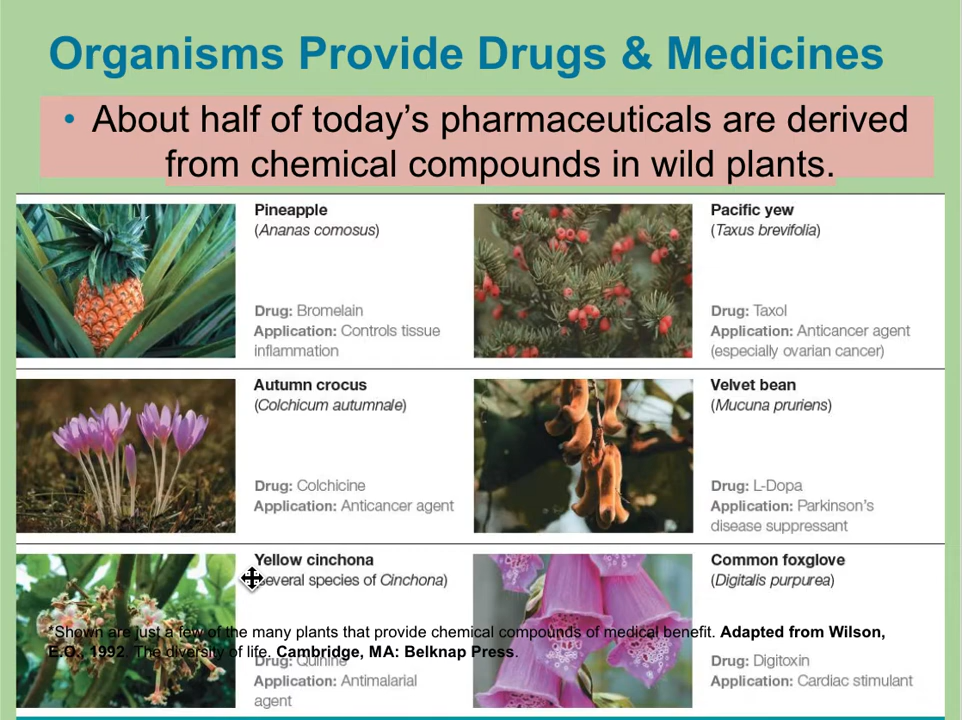 Organisms Provide Drugs & Medicines
• About half of today’s pharmaceuticals are derived
from chemical compounds in wild plants.
Pineapple
(Ananas comosus)
Drug: Bromelain
Application: Controls tissue
inflammation
Pacific yew
(Taxus brevifolia)
Drug: Taxol
Application: Anticancer agent
(especially ovarian cancer)
Autumn crocus
(Colchicum autumnale)
Drug: Colchicine
Application: Anticancer agent
Velvet bean
(Mucuna pruriens)
Drug: L-Dopa
Application: Parkinson’s
disease suppressant
Yellow cinchona
several species of Cinchona)
Drug: Quinine
Application: Antimalarial
agent
Common foxglove
(Digitalis purpurea)
Drug: Digitoxin
Application: Cardiac stimulant
*Shown are just a few of the many plants that provide chemical compounds of medical benefit. Adapted from Wilson,
E.O., 1992. The diversity of life. Cambridge, MA: Belknap Press.